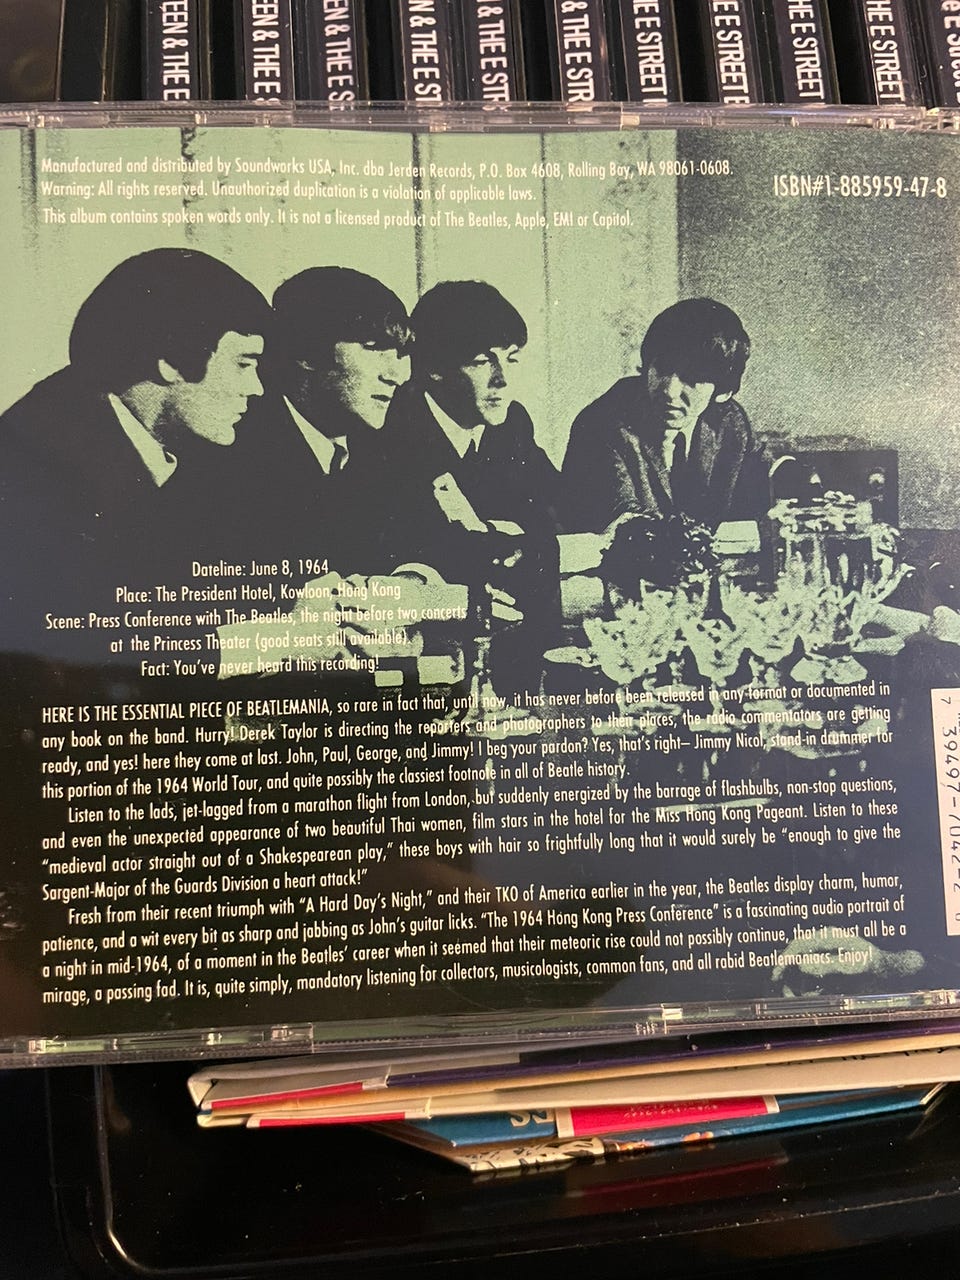 EEN & THE E
EEN & THE E S
EN & THE E S
N & THE E ST
& THE E STR
& THE E STR
HE E STREET
E E STREET
HE E STREET
HE E STREET
E Street
Manufactured and distributed by Soundworks USA, Inc. dba Jerden Records, P.O. Box 4608, Rolling Bay, WA 98061-0608.
Warning: All rights reserved. Unauthorized duplication is a violation of applicable laws.
This album contains spoken words only. It is not a licensed product of The Beatles, Apple, EMI or Capitol.
ISBN#1-885959-47-8
Dateline: June 8, 1964
Place: The President Hotel, Kowloon, Hong Kong
Scene: Press Conference with The Beatles, the night before two concerts
at the Princess Theater (good seats still available).
Fact: You've never heard this recording!
HERE IS THE ESSENTIAL PIECE OF BEATLEMANIA, so rare in fact that, until now, it has never before been released in any format or documented in
any book on the band. Hurry! Derek Taylor is directing the reporters and photographers to their places, the radio commentators are getting
ready, and yes! here they come at last. John, Paul, George, and Jimmy! I beg your pardon? Yes, that's right– Jimmy Nicol, stand-in drummer for
this portion of the 1964 World Tour, and quite possibly the classiest footnote in all of Beatle history.
Listen to the lads, jet-lagged from a marathon flight from London, but suddenly energized by the barrage of flashbulbs, non-stop questions,
and even the unexpected appearance of two beautiful Thai women, film stars in the hotel for the Miss Hong Kong Pageant. Listen to these
"medieval actor straight out of a Shakespearean play," these boys with hair so frightfully long that it would surely be "enough to give the
Sargent-Major of the Guards Division a heart attack!"
Fresh from their recent triumph with "A Hard Day's Night," and their TKO of America earlier in the year, the Beatles display charm, humor,
patience, and a wit every bit as sharp and jabbing as John's guitar licks. "The 1964 Hong Kong Press Conference" is a fascinating audio portrait of
a night in mid-1964, of a moment in the Beatles' career when it seemed that their meteoric rise could not possibly continue, that it must all be a
mirage, a passing fad. It is, quite simply, mandatory listening for collectors, musicologists, common fans, and all rabid Beatlemaniacs. Enjoy!
7 39497-7042-2